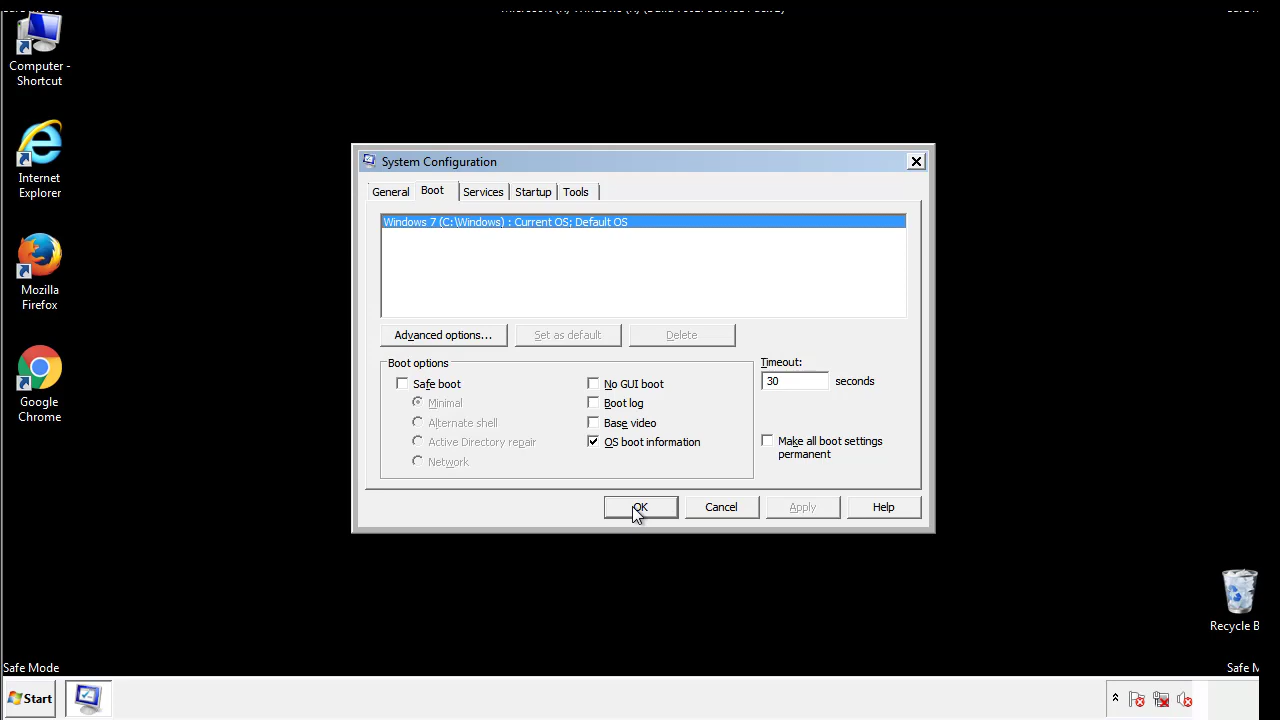 Computer -
Shortcut
Internet
Explorer
Mozilla
Firefox
Google
Chrome
System Configuration
General
Boot
Services
Startup
Tools
Windows 7 (C:\Windows) : Current OS; Default OS
Advanced options...
Set as default
Delete
Boot options
Safe boot
Minimal
Alternate shell
Active Directory repair
Network
No GUI boot
Boot log
Base video
OS boot information
Timeout:
30 seconds
Make all boot settings
permanent
OK
Cancel
Apply
Help
Recycle B
Safe Mode
Safe M
Start